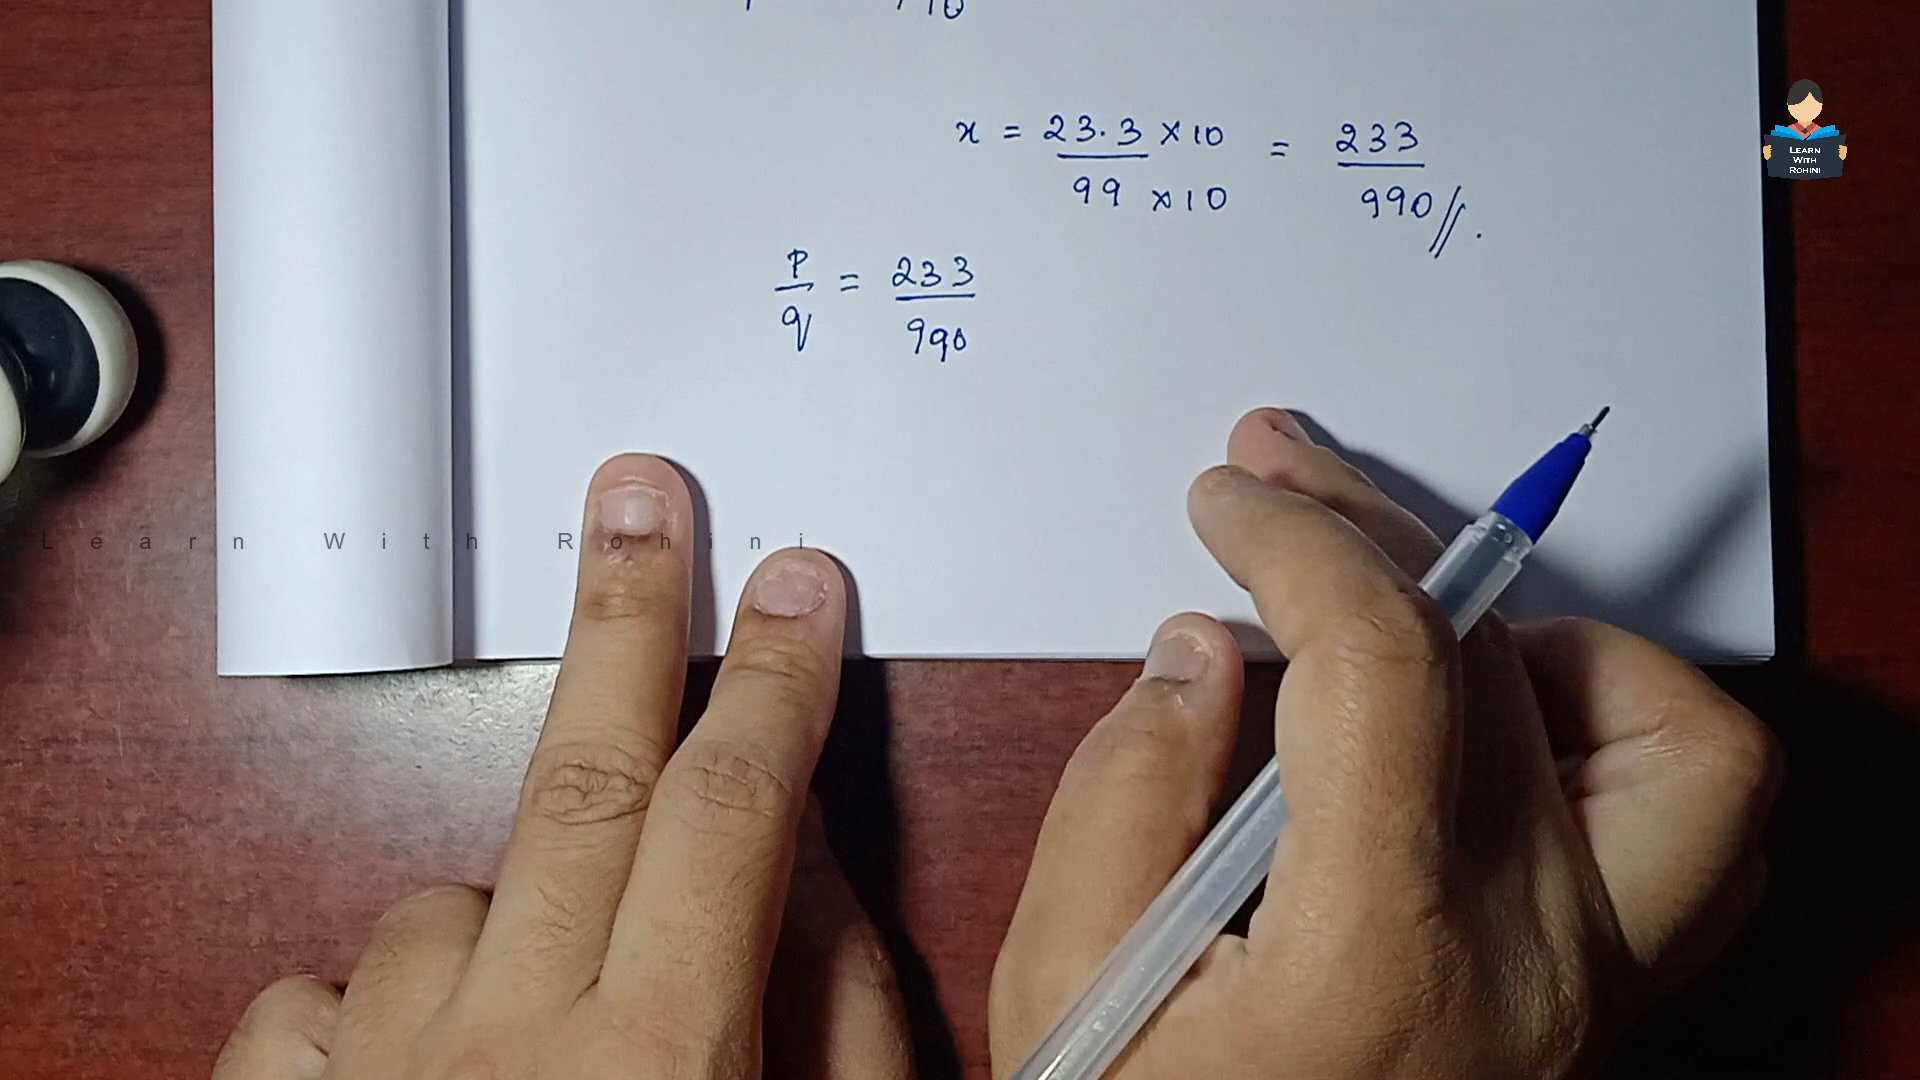 x = 23.3 × 10 / 99 × 10 = 233 / 990 //.
p/q = 233/990
LEARN
WITH
ROHINI
Learn With Rohini